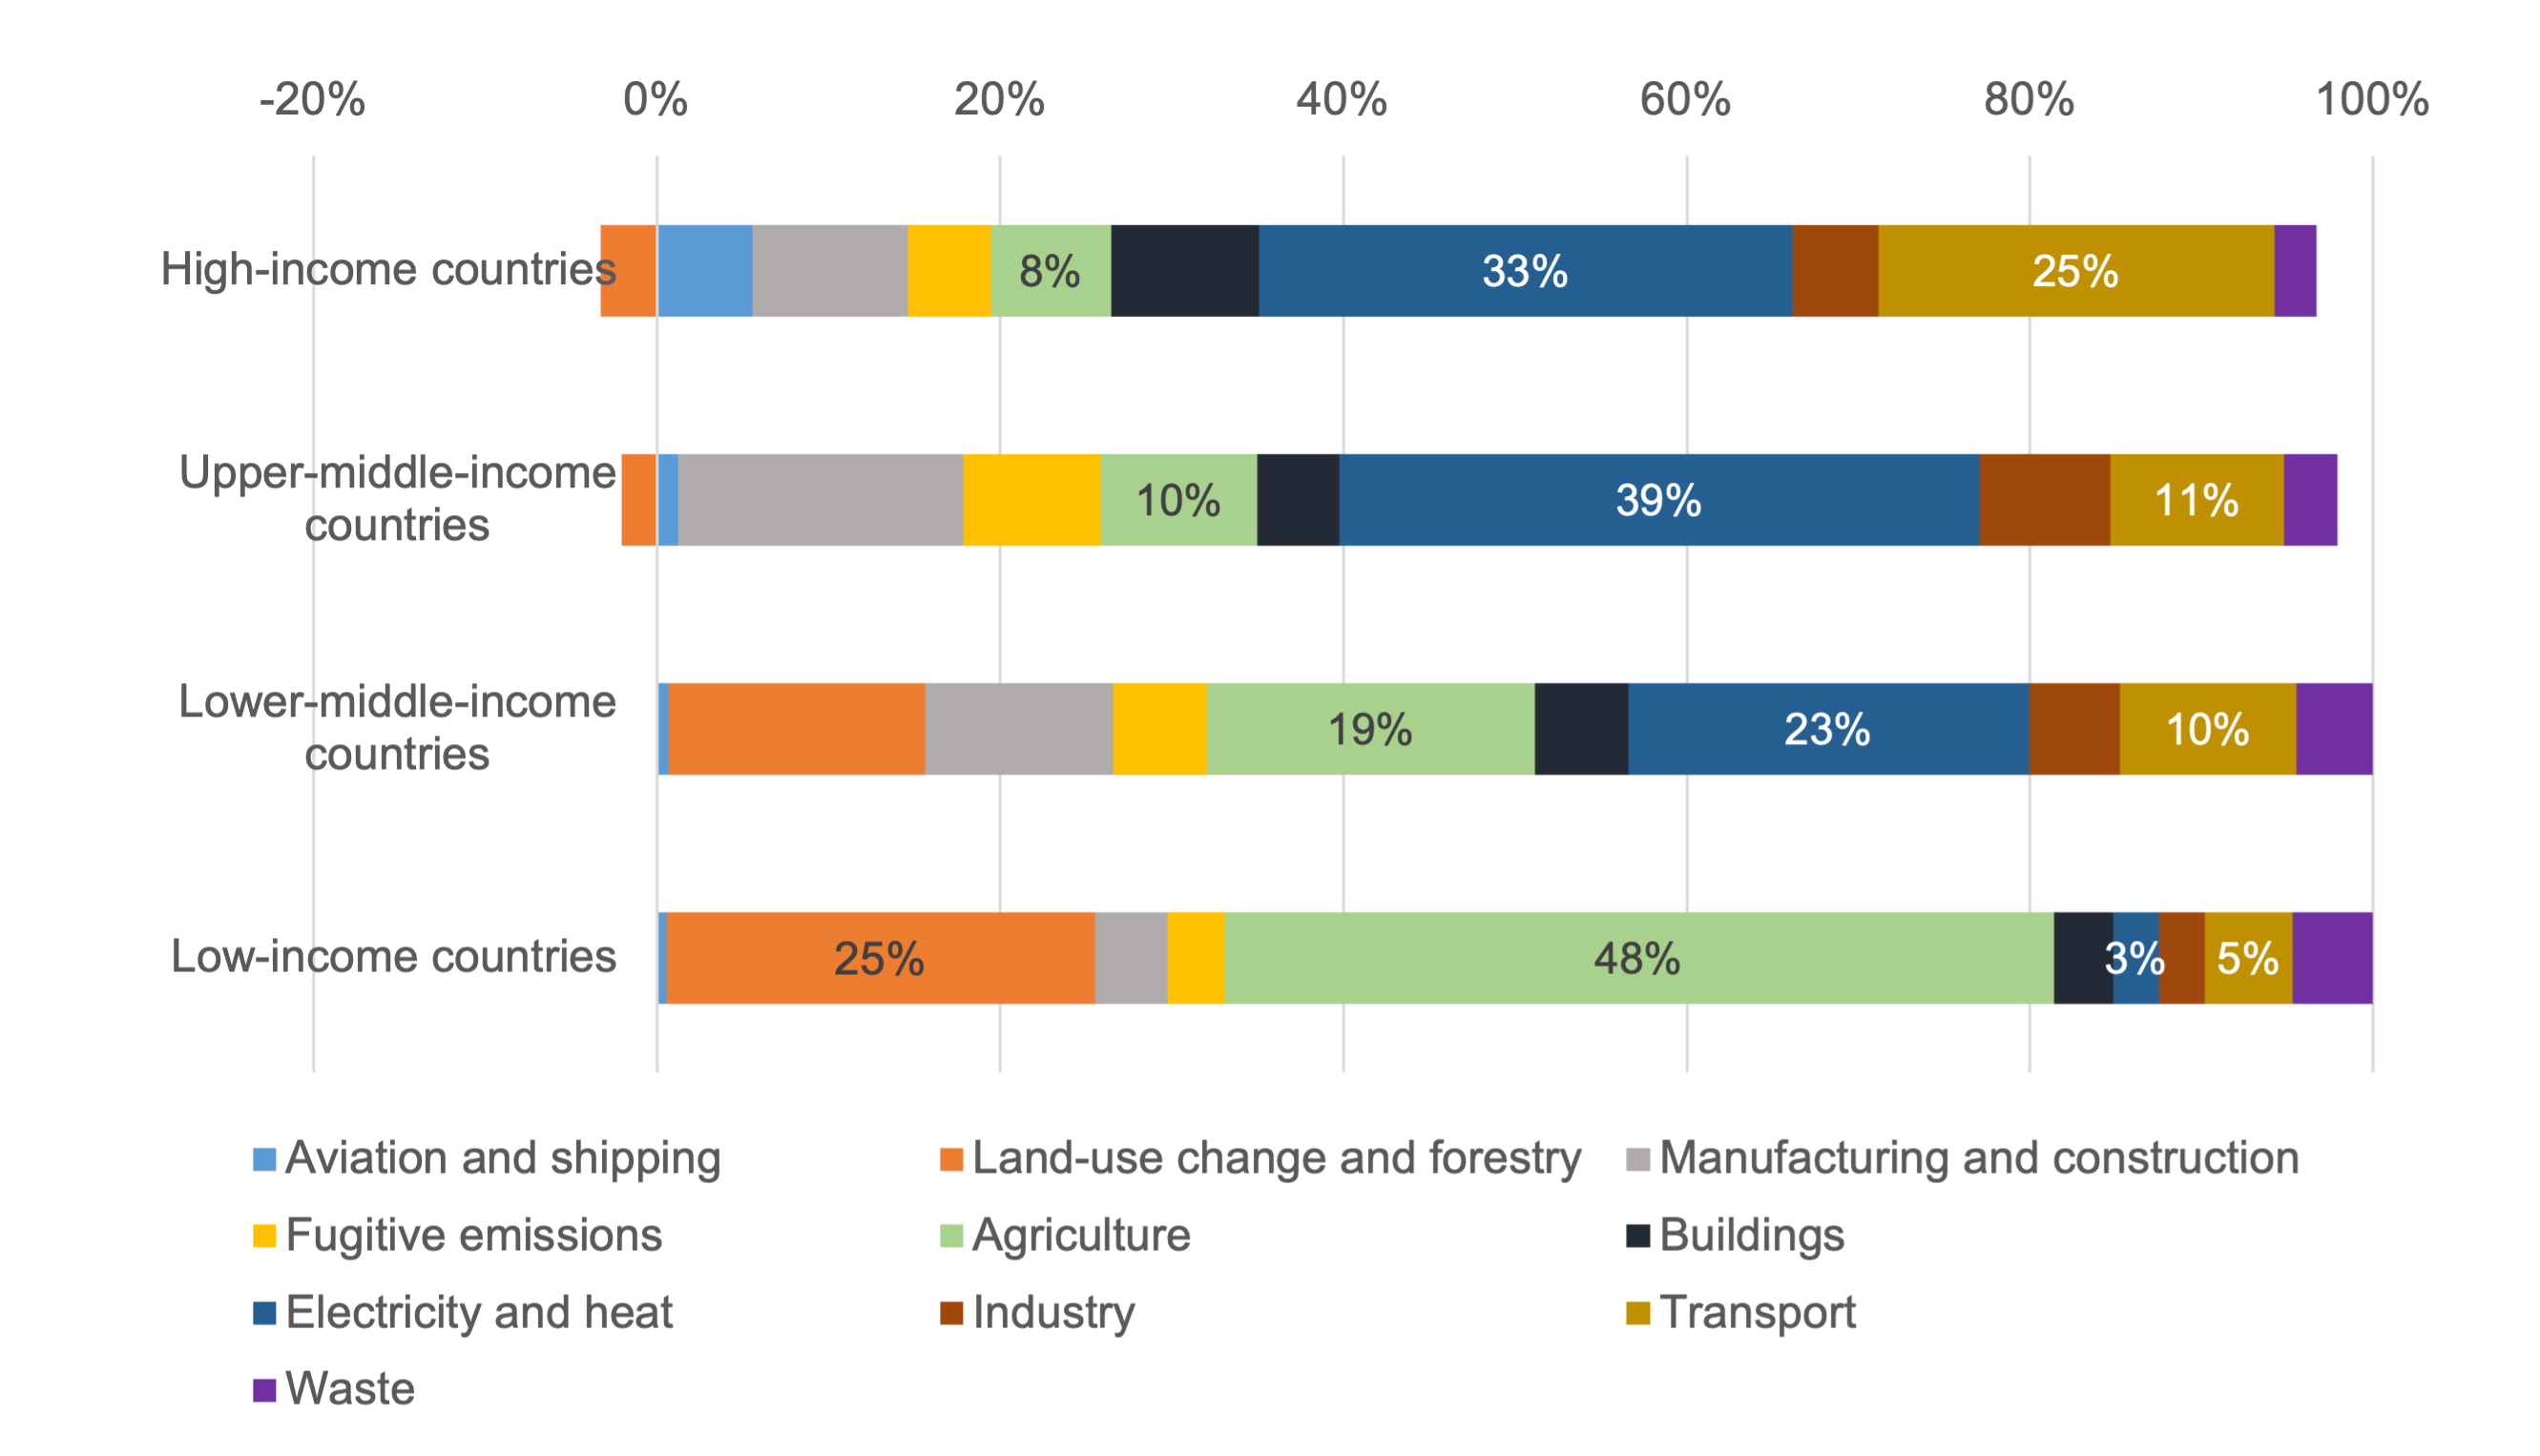 -20% 0% 20% 40% 60% 80% 100%
High-income countries 8% 33% 25%
Upper-middle-income
countries
10% 39% 11%
Lower-middle-income
countries
19% 23% 10%
Low-income countries 25% 48% 3% 5%
Aviation and shipping Land-use change and forestry Manufacturing and construction
Fugitive emissions Agriculture Buildings
Electricity and heat Industry Transport
Waste